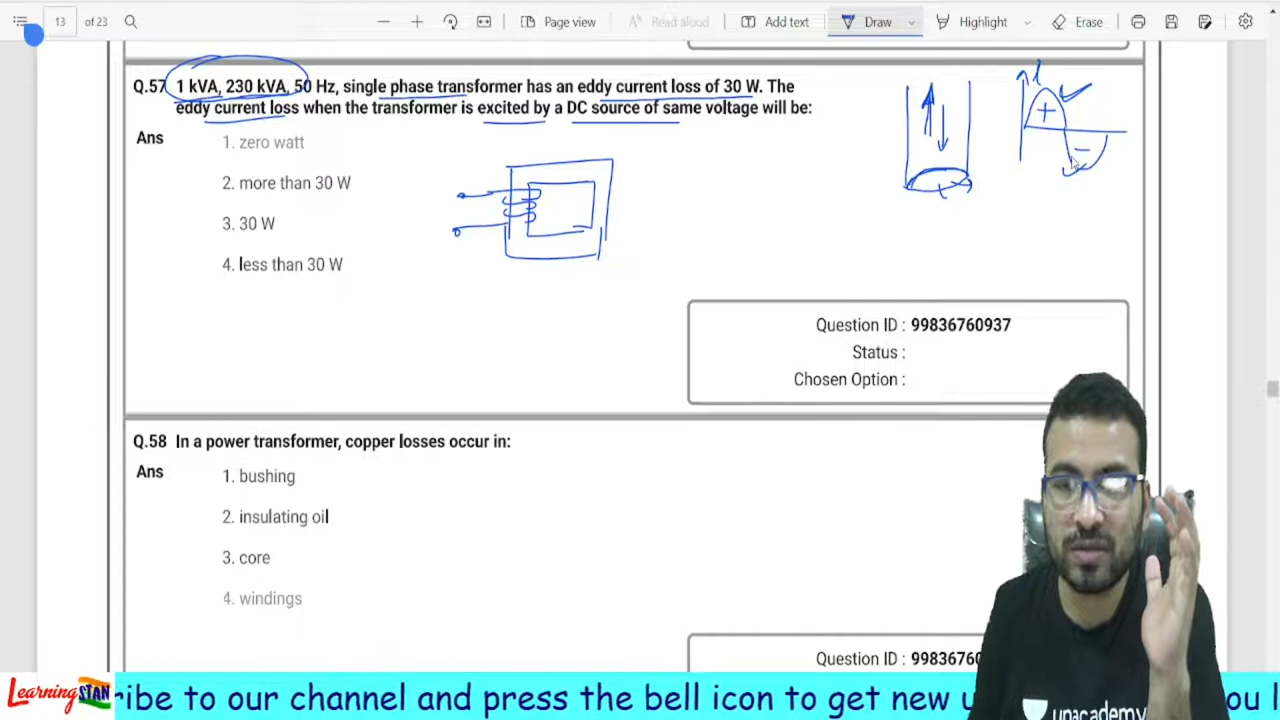 13 of 23
Page view
Read aloud
Add text
Draw
Highlight
Erase
Q.57 1 kVA, 230 kVA, 50 Hz, single phase transformer has an eddy current loss of 30 W. The
eddy current loss when the transformer is excited by a DC source of same voltage will be:
Ans
1. zero watt
2. more than 30 W
3. 30 W
4. less than 30 W
+
-
Question ID : 99836760937
Status :
Chosen Option :
Q.58 In a power transformer, copper losses occur in:
Ans
1. bushing
2. insulating oil
3. core
4. windings
Question ID : 99836760
Learning STAN
ribe to our channel and press the bell icon to get new u
ou l
unacademy